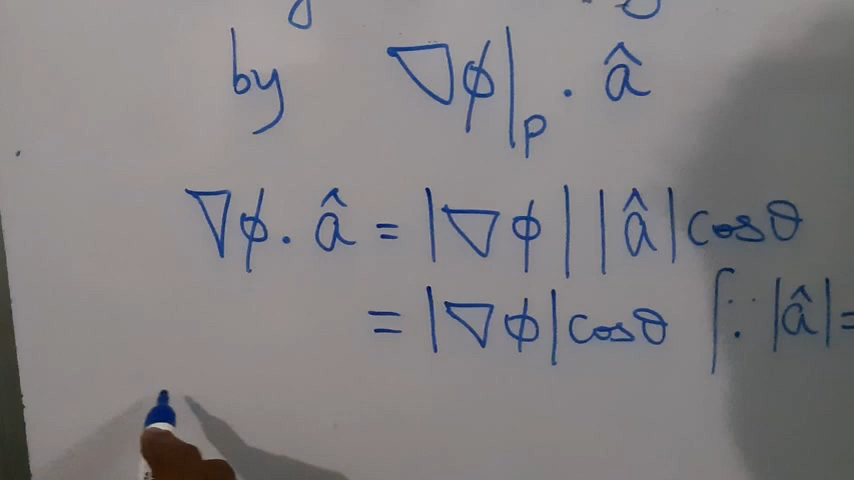 by ∇ϕ|p · â
∇ϕ · â = |∇ϕ| |â| cosθ
= |∇ϕ| cosθ [∵ |â| =